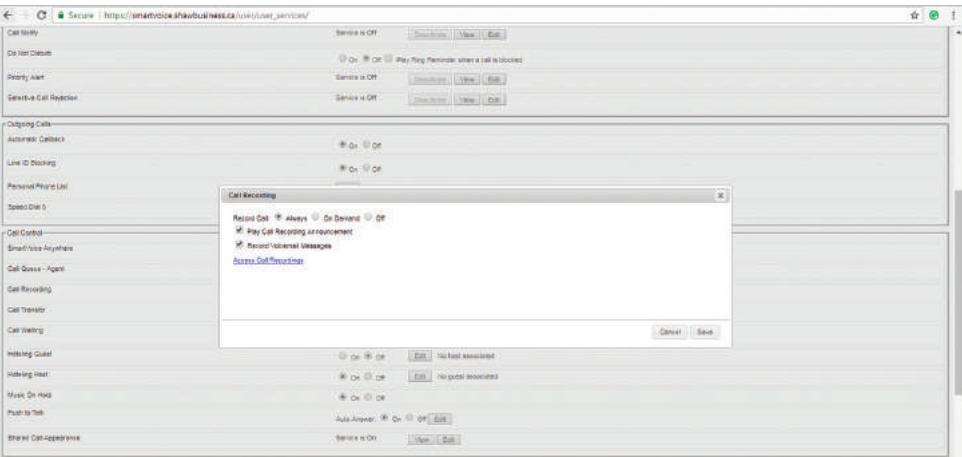 Secure https://smartvoice.shawbusiness.ca/user/user_services/
Call Notify Service is Off Deactivate View Edit
Do Not Disturb On Off Play Ring Reminder when a call is blocked
Priority Alert Service is Off Deactivate View Edit
Selective Call Rejection Service is Off Deactivate View Edit
Outgoing Calls
Automatic Callback On Off
Line ID Blocking On Off
Personal Phone List
Speed Dial 8
Call Recording
Record Call Always On Demand Off
Play Call Recording Announcement
Record Voicemail Messages
Access Call Recordings
Cancel Save
Call Control
SmartVoice Anywhere
Call Queue - Agent
Call Recording
Call Transfer
Call Waiting
Hoteling Guest On Off Edit No host associated
Hoteling Host On Off Edit No guest associated
Music On Hold On Off
Push to Talk Auto Answer: On Off Edit
Shared Call Appearance Service is On View Edit